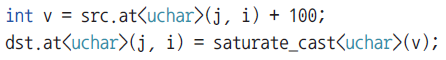 int v = src.at<uchar>(j, i) + 100;
dst.at<uchar>(j, i) = saturate_cast<uchar>(v);